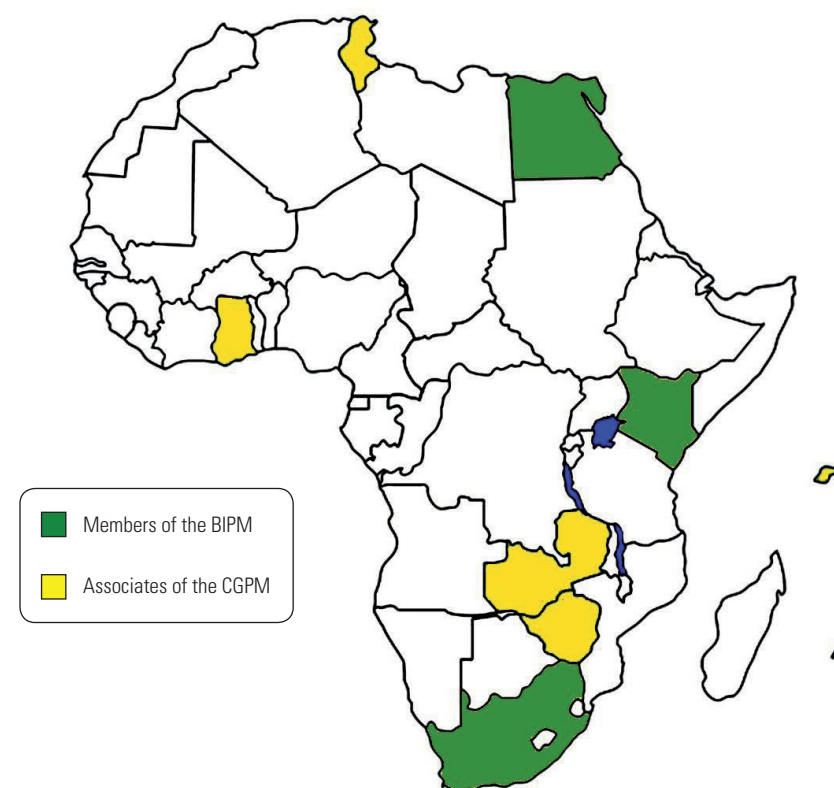 Members of the BIPM
Associates of the CGPM